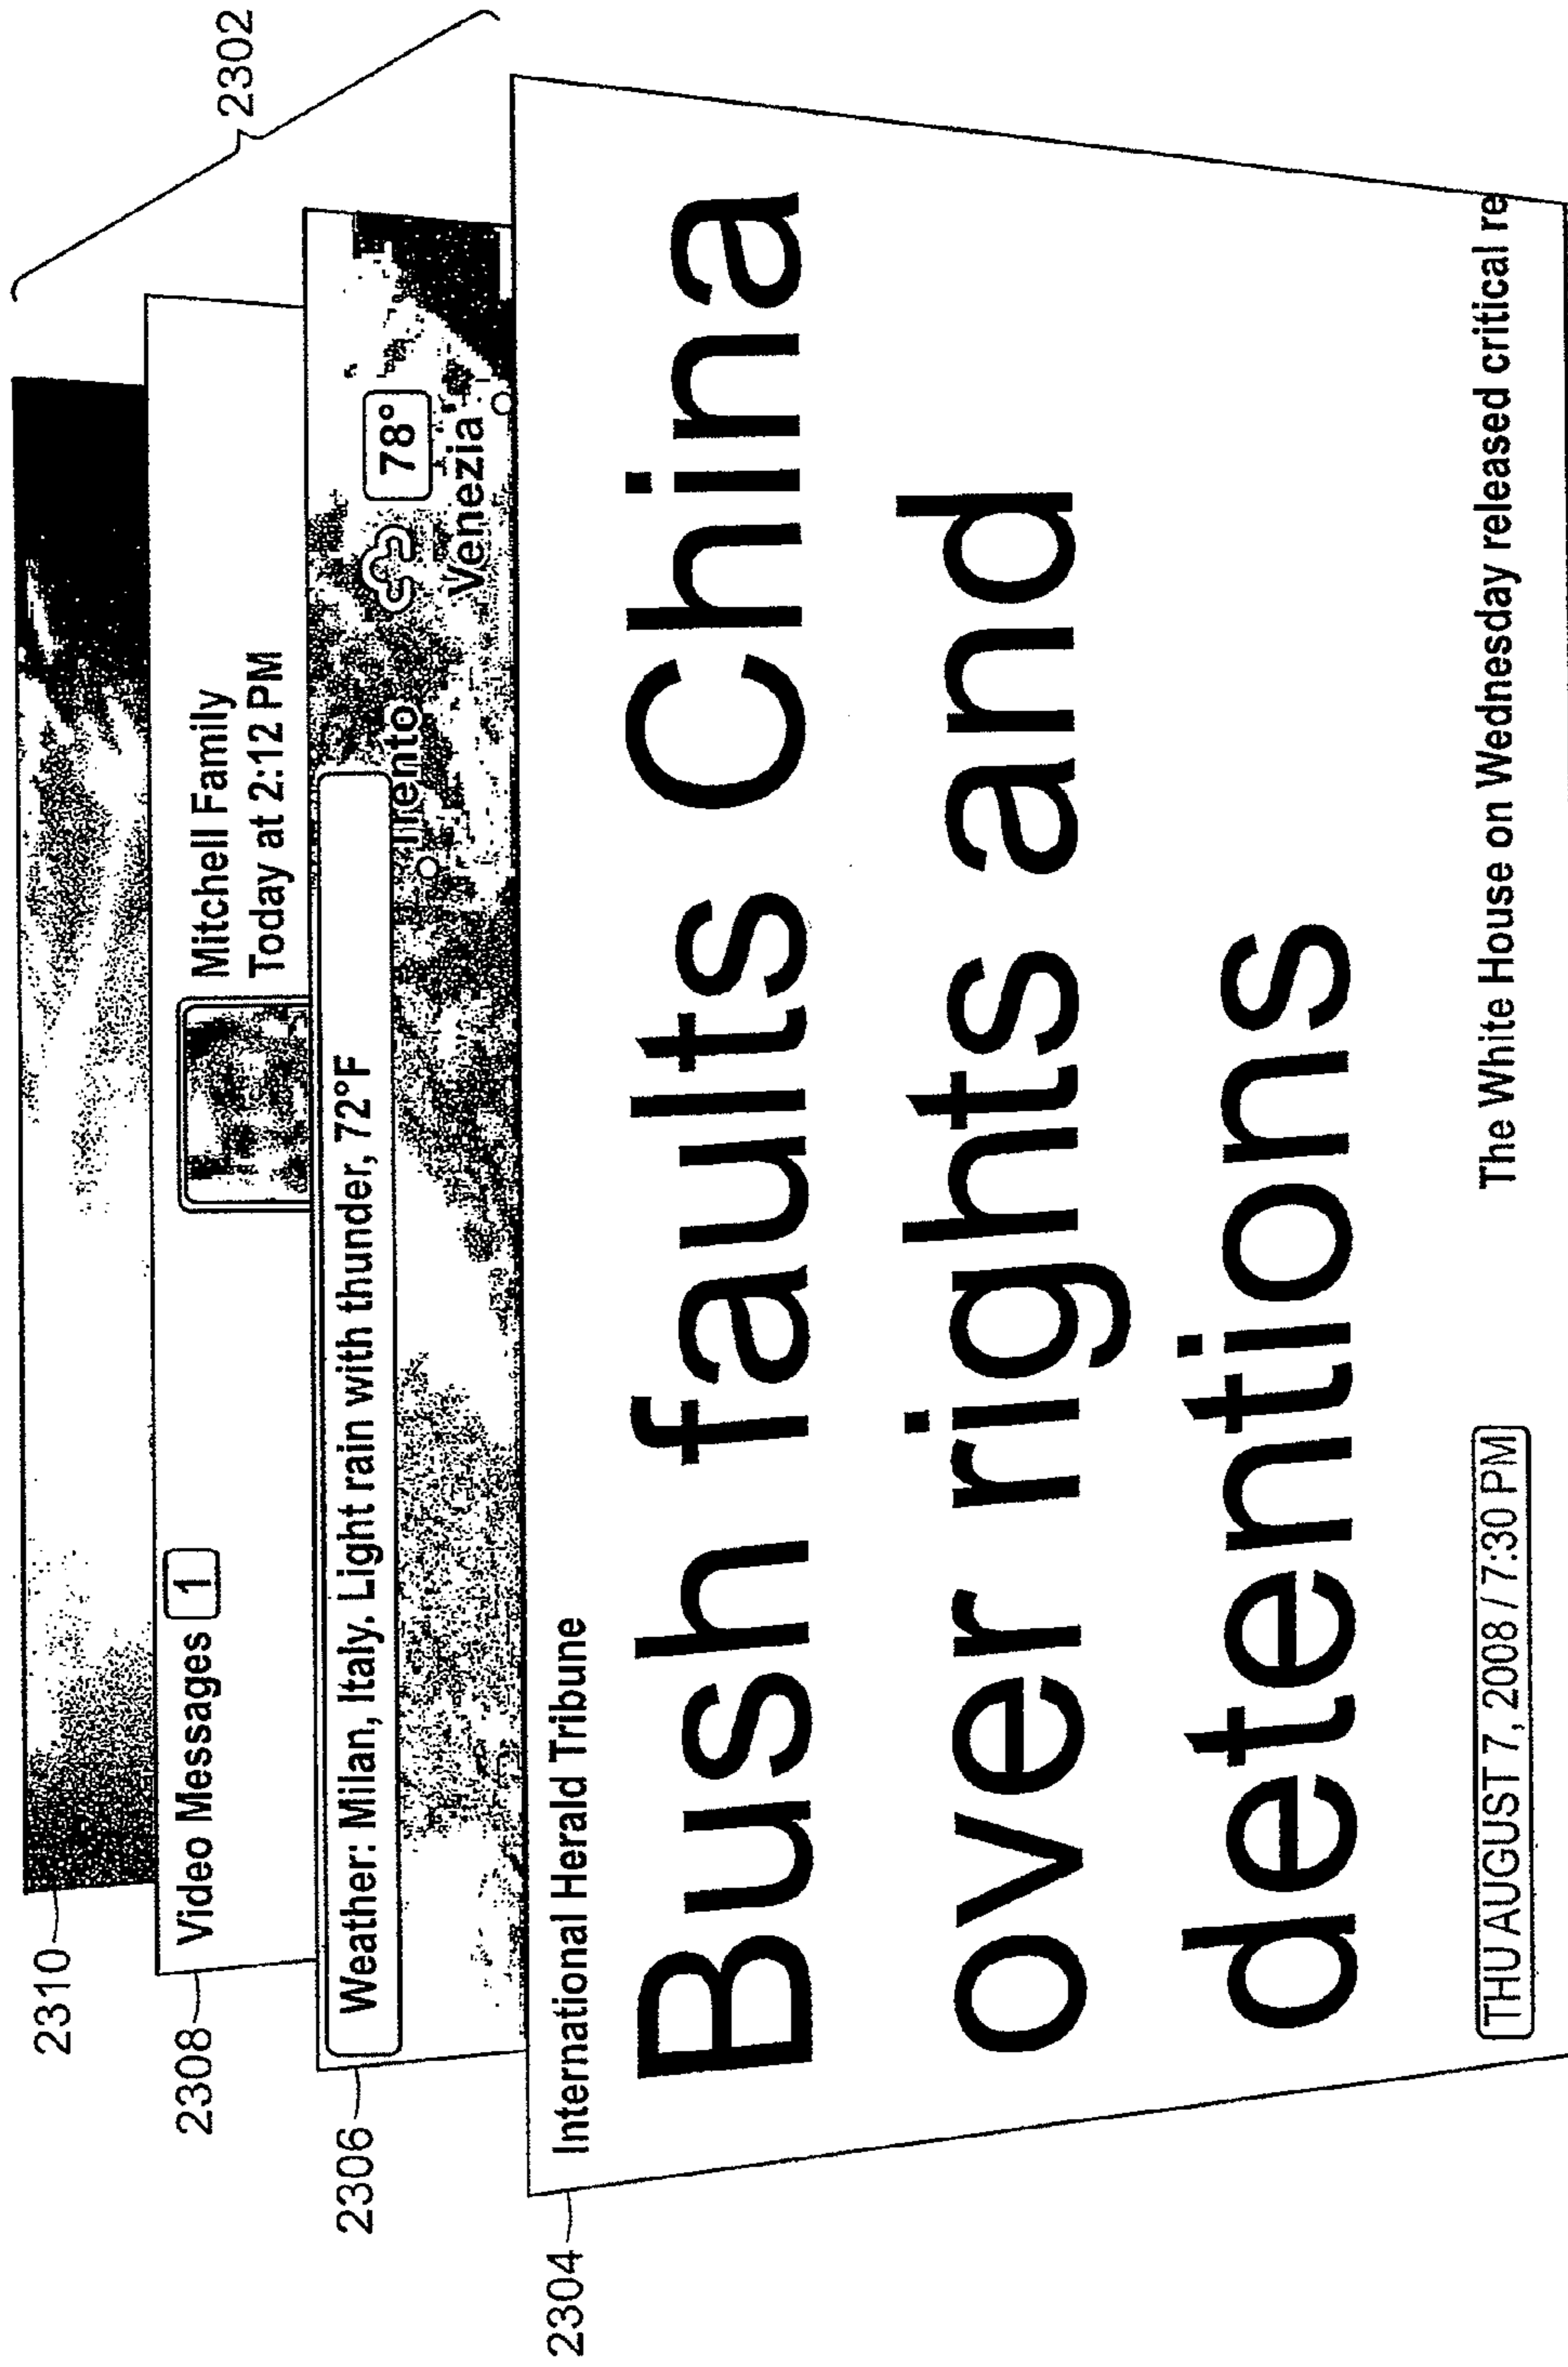 2302
2310
2308
Video Messages 1
Mitchell Family
Today at 2:12 PM
2306
Weather: Milan, Italy. Light rain with thunder, 72°F
Trento
78°
Venezia
2304
International Herald Tribune
Bush faults China
over rights and
detentions
THU AUGUST 7, 2008 / 7:30 PM
The White House on Wednesday released critical re